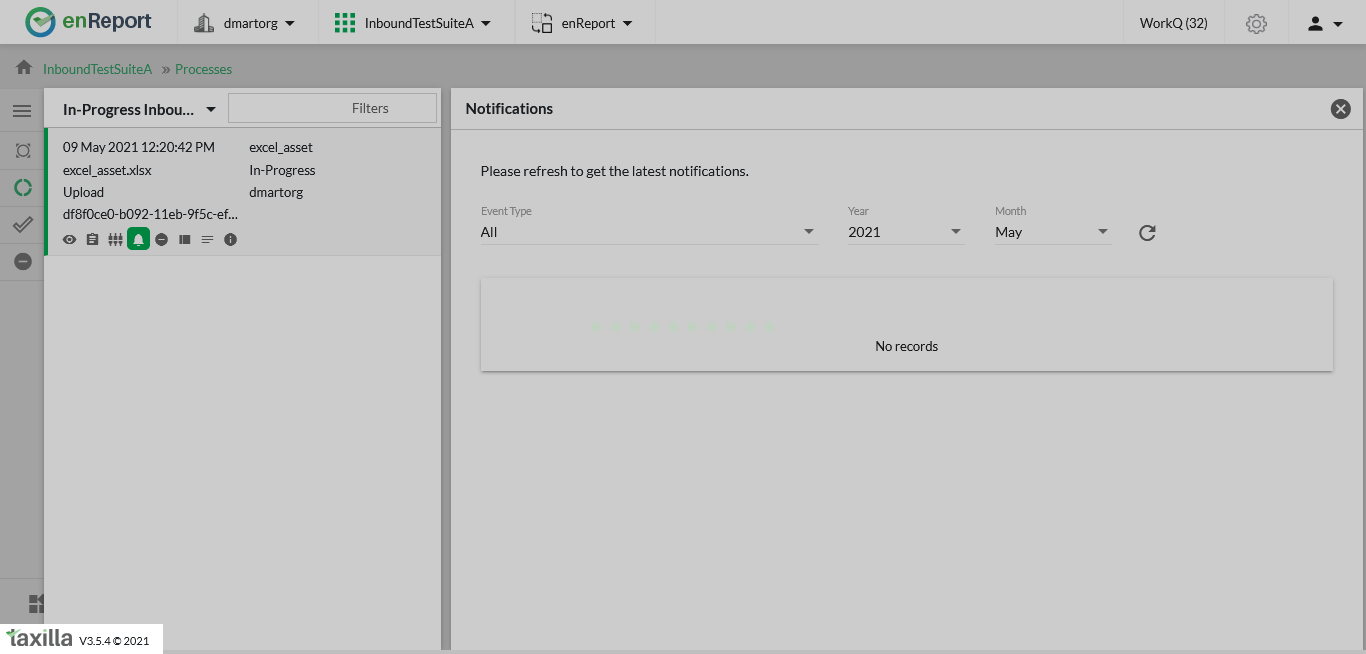 enReport
dmartorg
InboundTestSuiteA
enReport
WorkQ (32)
InboundTestSuiteA » Processes
In-Progress Inbou...
Filters
09 May 2021 12:20:42 PM
excel_asset
excel_asset.xlsx
In-Progress
Upload
dmartorg
df8f0ce0-b092-11eb-9f5c-ef...
Notifications
Please refresh to get the latest notifications.
Event Type
Year
Month
All
2021
May
No records
taxilla V3.5.4 © 2021